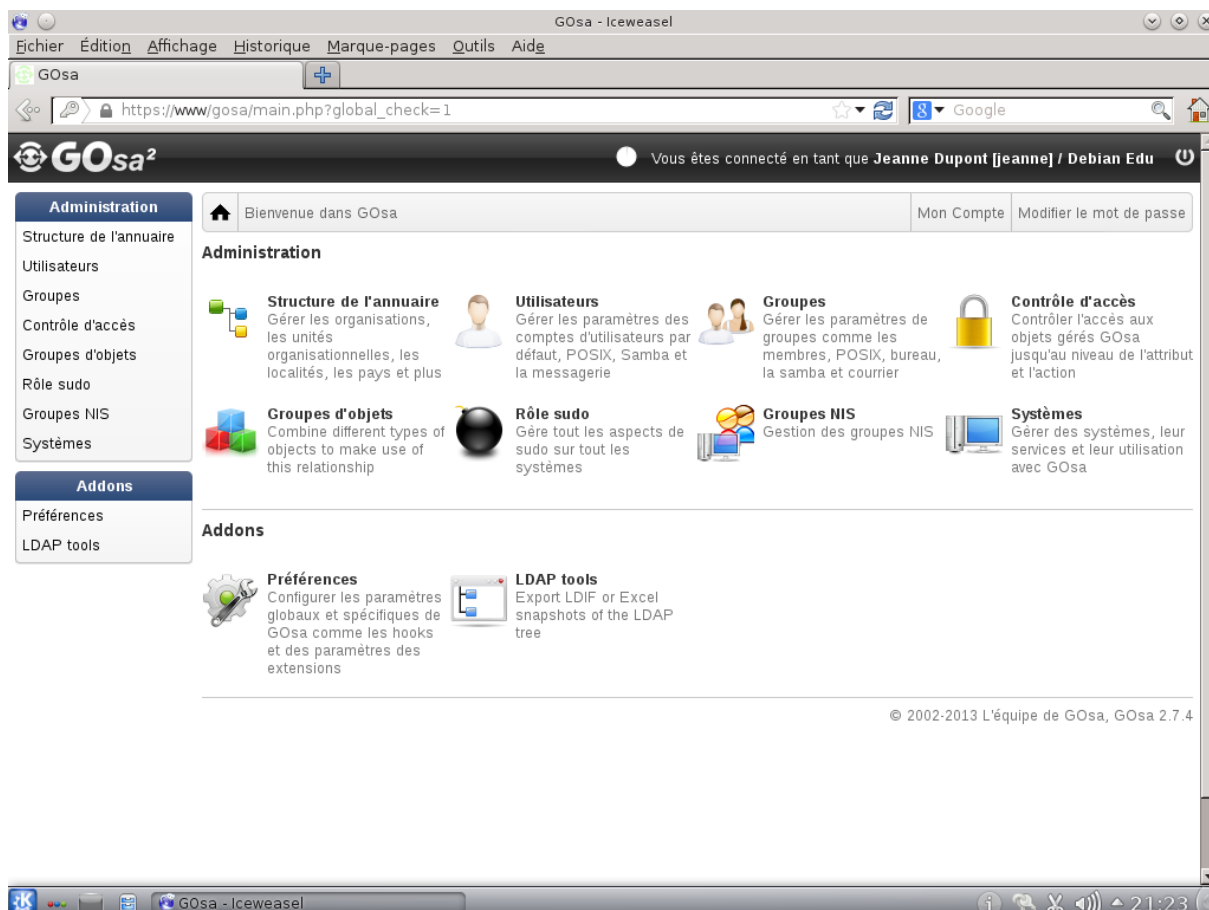 GOsa - Iceweasel
Fichier Édition Affichage Historique Marque-pages Outils Aide
GOsa
https://www/gosa/main.php?global_check=1
Google
GOsa²
Vous êtes connecté en tant que Jeanne Dupont [jeanne] / Debian Edu
Administration
Structure de l'annuaire
Utilisateurs
Groupes
Contrôle d'accès
Groupes d'objets
Rôle sudo
Groupes NIS
Systèmes
Addons
Préférences
LDAP tools
Bienvenue dans GOsa
Mon Compte
Modifier le mot de passe
Administration
Structure de l'annuaire
Gérer les organisations,
les unités
organisationnelles, les
localités, les pays et plus
Utilisateurs
Gérer les paramètres des
comptes d'utilisateurs par
défaut, POSIX, Samba et
la messagerie
Groupes
Gérer les paramètres de
groupes comme les
membres, POSIX, bureau,
la samba et courrier
Contrôle d'accès
Contrôler l'accès aux
objets gérés GOsa
jusqu'au niveau de l'attribut
et l'action
Groupes d'objets
Combine different types of
objects to make use of
this relationship
Rôle sudo
Gère tout les aspects de
sudo sur tout les
systèmes
Groupes NIS
Gestion des groupes NIS
Systèmes
Gérer des systèmes, leur
services et leur utilisation
avec GOsa
Addons
Préférences
Configurer les paramètres
globaux et spécifiques de
GOsa comme les hooks
et des paramètres des
extensions
LDAP tools
Export LDIF or Excel
snapshots of the LDAP
tree
© 2002-2013 L'équipe de GOsa, GOsa 2.7.4
GOsa - Iceweasel
21:23